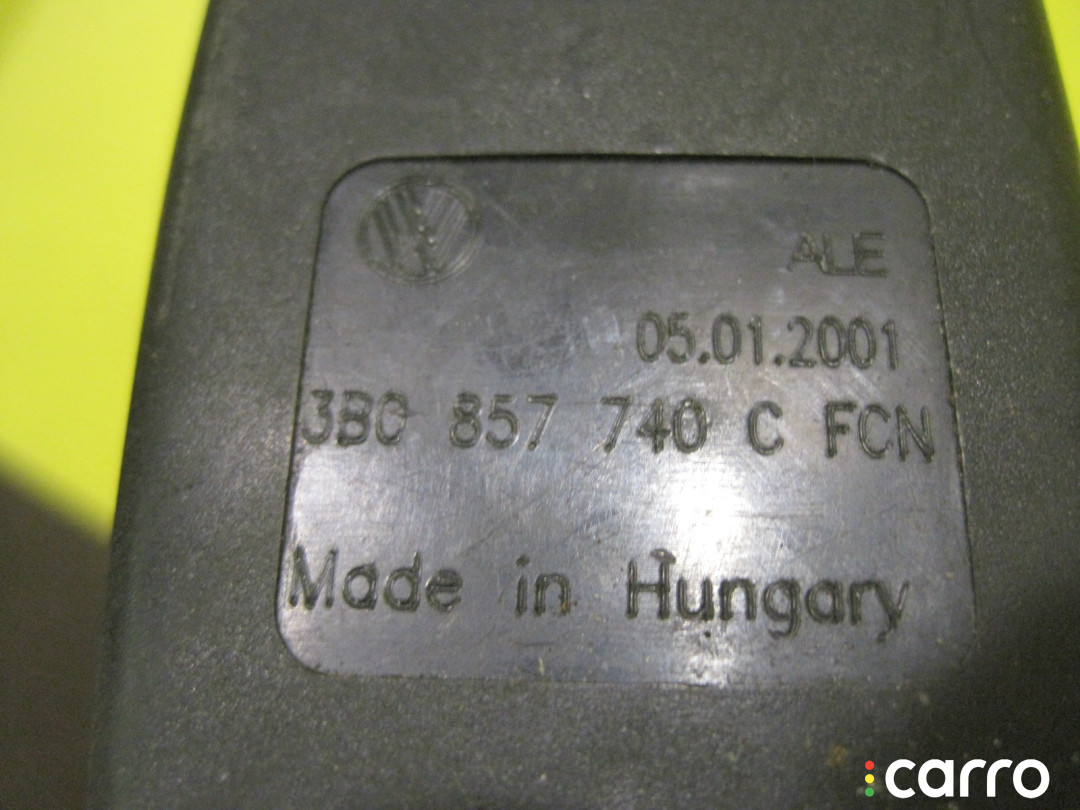 ALE
05.01.2001
3B0 857 740 C FCN
Made in Hungary
carro